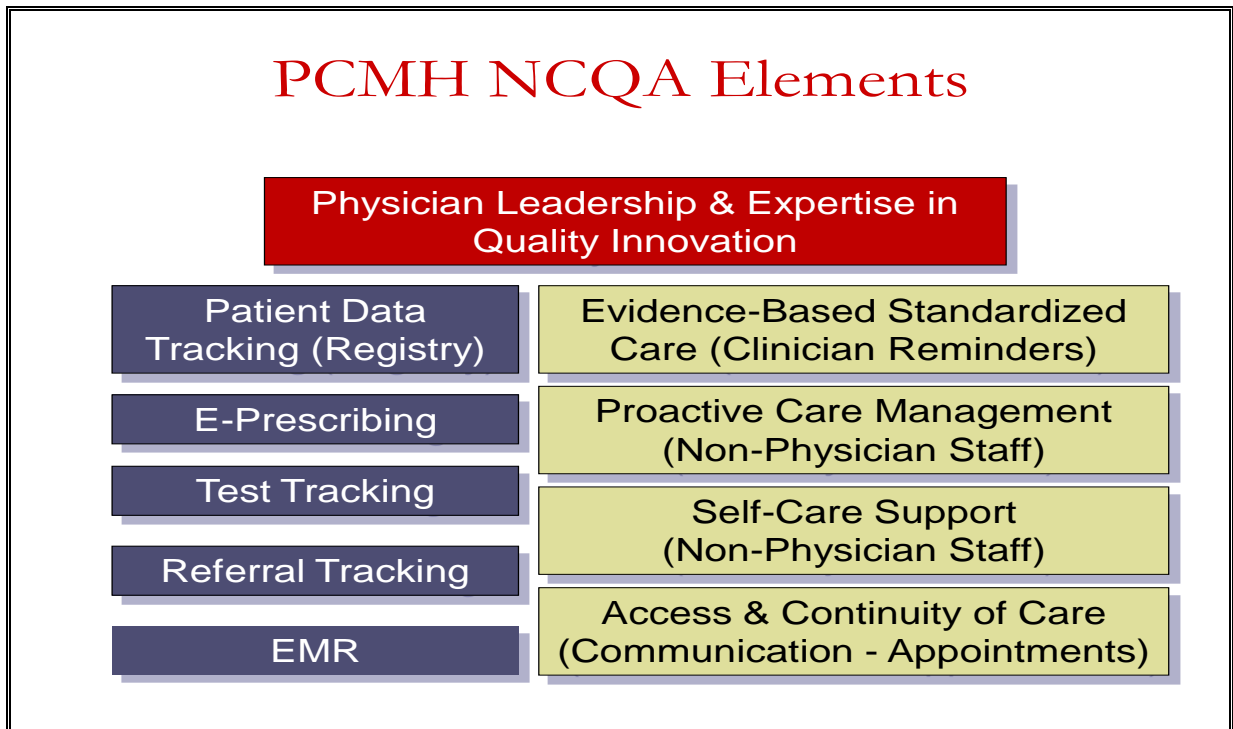 PCMH NCQA Elements
Physician Leadership & Expertise in
Quality Innovation
Patient Data
Tracking (Registry)
E-Prescribing
Test Tracking
Referral Tracking
EMR
Evidence-Based Standardized
Care (Clinician Reminders)
Proactive Care Management
(Non-Physician Staff)
Self-Care Support
(Non-Physician Staff)
Access & Continuity of Care
(Communication - Appointments)